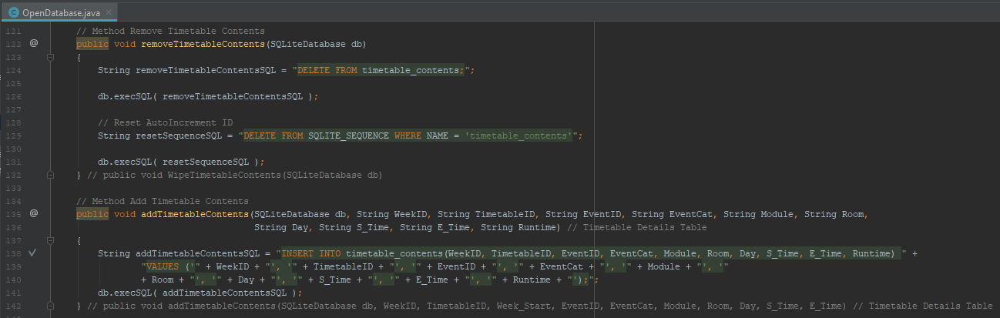 OpenDatabase.java
121 // Method Remove Timetable Contents
122 @ public void removeTimetableContents(SQLiteDatabase db)
123 {
124 String removeTimetableContentsSQL = "DELETE FROM timetable_contents;";
125
126 db.execSQL( removeTimetableContentsSQL );
127
128 // Reset AutoIncrement ID
129 String resetSequenceSQL = "DELETE FROM SQLITE_SEQUENCE WHERE NAME = 'timetable_contents'";
130
131 db.execSQL( resetSequenceSQL );
132 } // public void WipeTimetableContents(SQLiteDatabase db)
133
134 // Method Add Timetable Contents
135 @ public void addTimetableContents(SQLiteDatabase db, String WeekID, String TimetableID, String EventID, String EventCat, String Module, String Room,
136 String Day, String S_Time, String E_Time, String Runtime) // Timetable Details Table
137 {
138 String addTimetableContentsSQL = "INSERT INTO timetable_contents(WeekID, TimetableID, EventID, EventCat, Module, Room, Day, S_Time, E_Time, Runtime) " +
139 "VALUES ('" + WeekID + "', '" + TimetableID + "', '" + EventID + "', '" + EventCat + "', '" + Module + "', '"
140 + Room + "', '" + Day + "', '" + S_Time + "', '" + E_Time + "', '" + Runtime + "');";
141 db.execSQL( addTimetableContentsSQL );
142 } // public void addTimetableContents(SQLiteDatabase db, WeekID, TimetableID, Week_Start, EventID, EventCat, Module, Room, Day, S_Time, E_Time) // Timetable Details Table